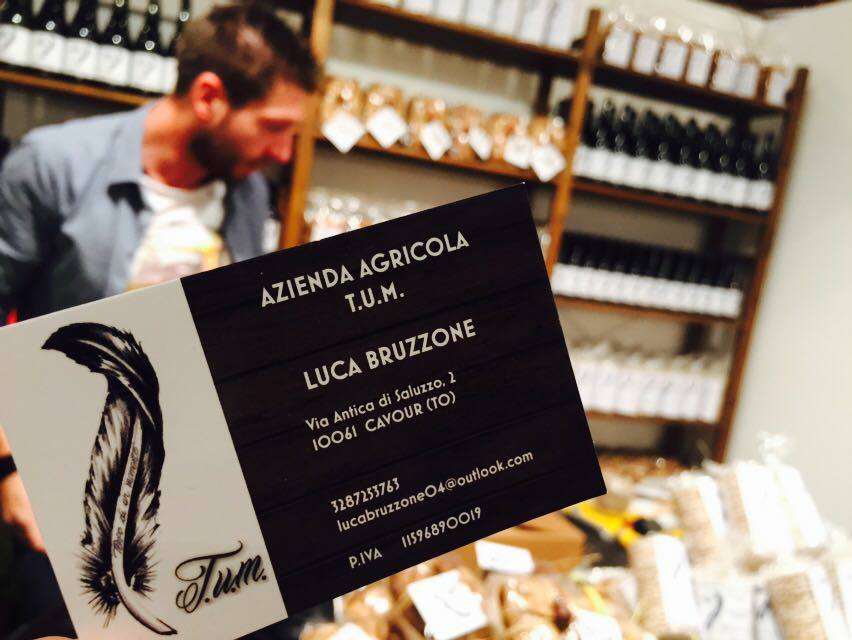 AZIENDA AGRICOLA
T.U.M.
LUCA BRUZZONE
Via Antica di Saluzzo, 2
10061 CAVOUR (TO)
3287253763
lucabruzzone04@outlook.com
P.IVA 11596890019
T.u.m.